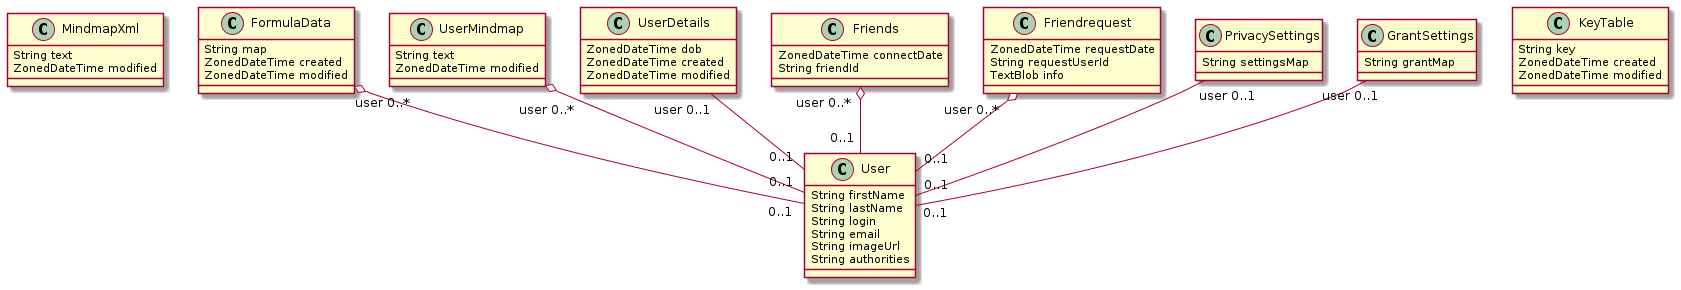 C MindmapXml
String text
ZonedDateTime modified
C FormulaData
String map
ZonedDateTime created
ZonedDateTime modified
C UserMindmap
String text
ZonedDateTime modified
C UserDetails
ZonedDateTime dob
ZonedDateTime created
ZonedDateTime modified
C Friends
ZonedDateTime connectDate
String friendId
C Friendrequest
ZonedDateTime requestDate
String requestUserId
TextBlob info
C PrivacySettings
String settingsMap
C GrantSettings
String grantMap
C KeyTable
String key
ZonedDateTime created
ZonedDateTime modified
user 0..*
user 0..*
user 0..1
user 0..*
user 0..*
user 0..1
user 0..1
0..1
0..1
0..1
0..1
0..1
0..1
0..1
C User
String firstName
String lastName
String login
String email
String imageUrl
String authorities